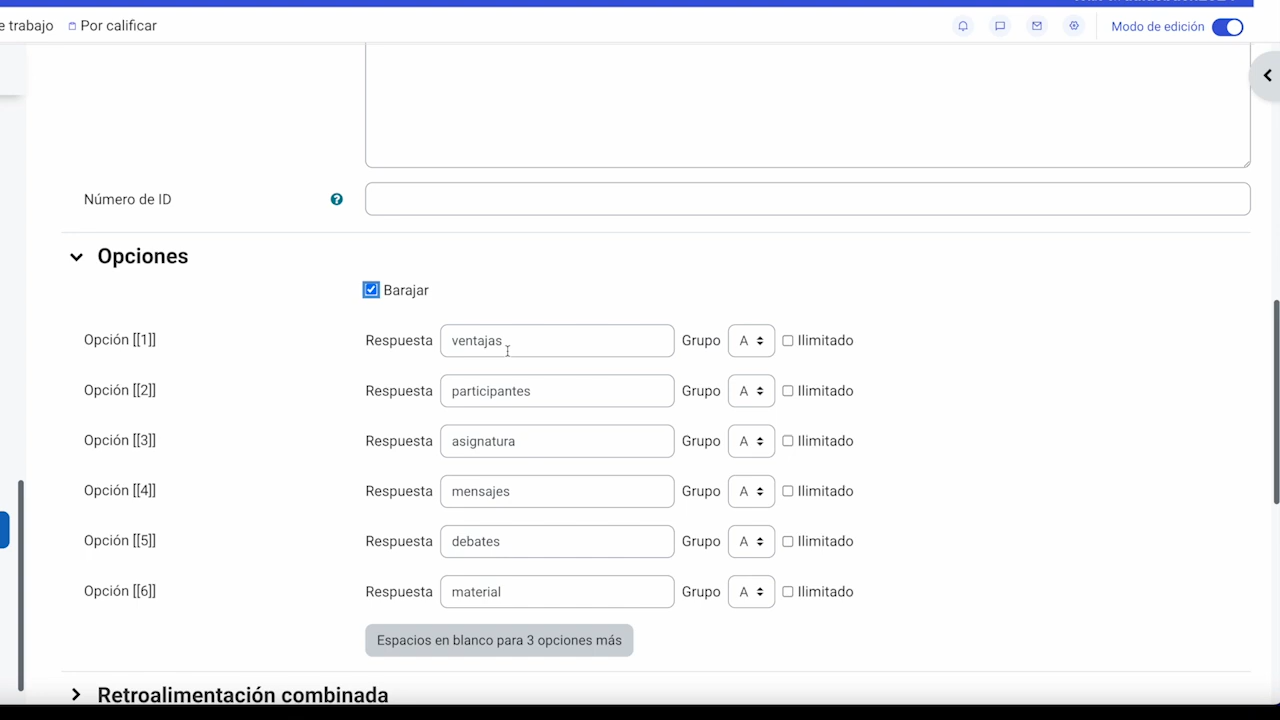 e trabajo Por calificar Modo de edición
Número de ID
Opciones
Barajar
Opción [[1]] Respuesta ventajas Grupo A Ilimitado
Opción [[2]] Respuesta participantes Grupo A Ilimitado
Opción [[3]] Respuesta asignatura Grupo A Ilimitado
Opción [[4]] Respuesta mensajes Grupo A Ilimitado
Opción [[5]] Respuesta debates Grupo A Ilimitado
Opción [[6]] Respuesta material Grupo A Ilimitado
Espacios en blanco para 3 opciones más
Retroalimentación combinada